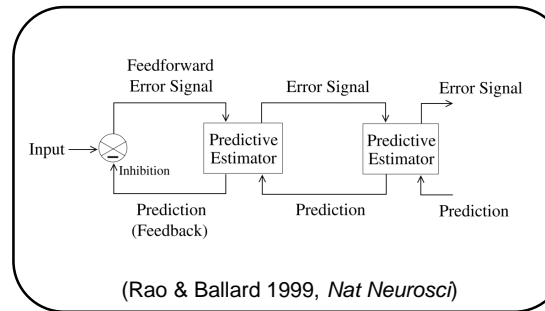 Feedforward
Error Signal
Error Signal
Error Signal
Input
Inhibition
Predictive
Estimator
Predictive
Estimator
Prediction
(Feedback)
Prediction
Prediction
(Rao & Ballard 1999, Nat Neurosci)